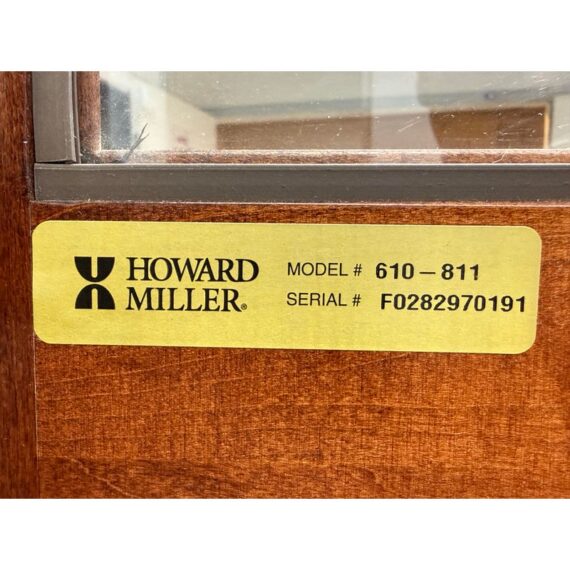 HOWARD MILLER®
MODEL # 610-811
SERIAL # F0282970191